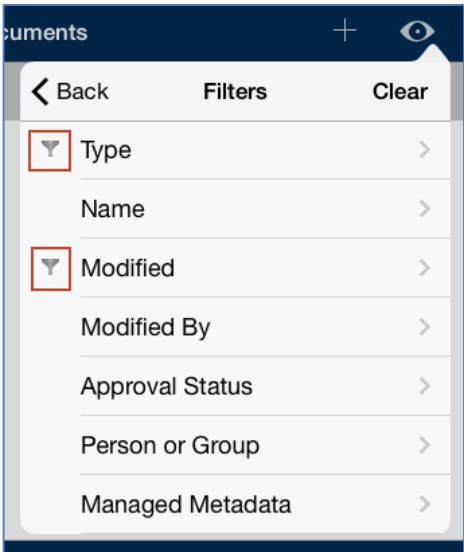 cuments
Back Filters Clear
Type
Name
Modified
Modified By
Approval Status
Person or Group
Managed Metadata